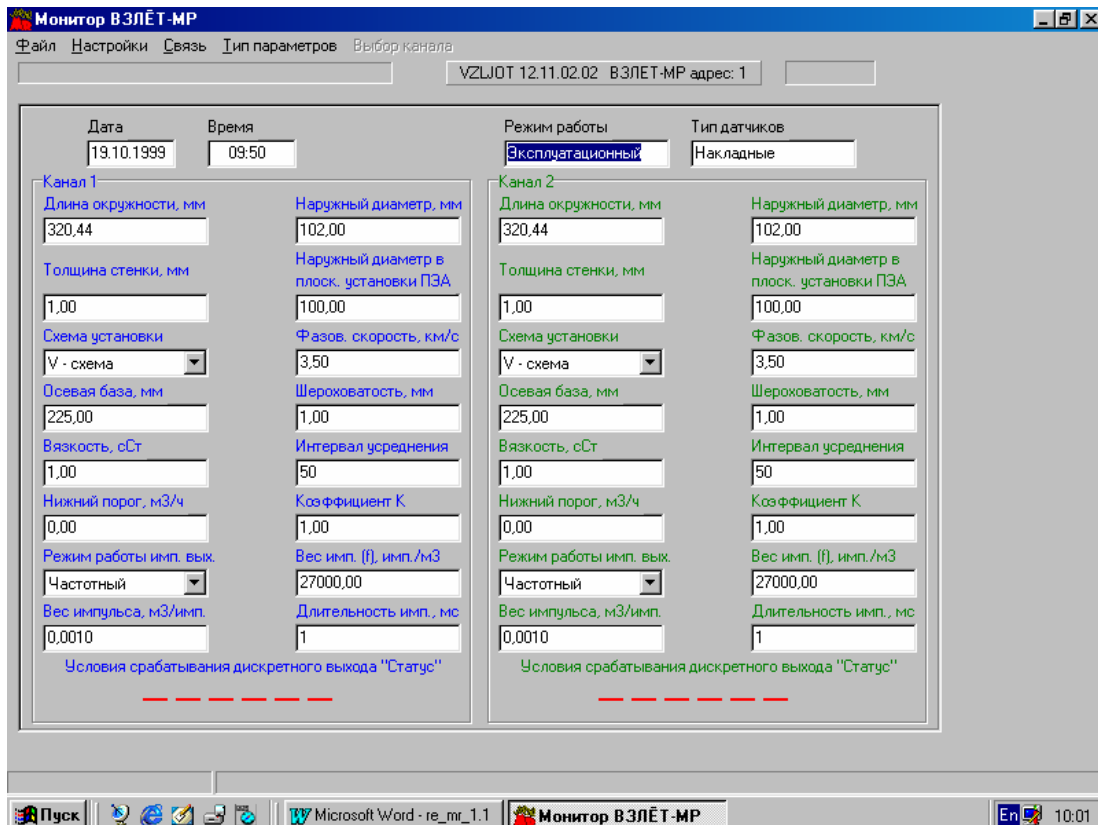 Монитор ВЗЛЁТ-МР
Файл Настройки Связь Тип параметров Выбор канала
VZLJOT 12.11.02.02 ВЗЛЕТ-МР адрес: 1
Дата Время Режим работы Тип датчиков
19.10.1999 09:50 Эксплуатационный Накладные
Канал 1
Длина окружности, мм Наружный диаметр, мм
320,44 102,00
Толщина стенки, мм Наружный диаметр в
плоск. установки ПЭА
1,00 100,00
Схема установки Фазов. скорость, км/с
V - схема 3,50
Осевая база, мм Шероховатость, мм
225,00 1,00
Вязкость, сСт Интервал усреднения
1,00 50
Нижний порог, м3/ч Коэффициент К
0,00 1,00
Режим работы имп. вых. Вес имп. (f), имп./м3
Частотный 27000,00
Вес импульса, м3/имп. Длительность имп., мс
0,0010 1
Условия срабатывания дискретного выхода "Статус"
Канал 2
Длина окружности, мм Наружный диаметр, мм
320,44 102,00
Толщина стенки, мм Наружный диаметр в
плоск. установки ПЭА
1,00 100,00
Схема установки Фазов. скорость, км/с
V - схема 3,50
Осевая база, мм Шероховатость, мм
225,00 1,00
Вязкость, сСт Интервал усреднения
1,00 50
Нижний порог, м3/ч Коэффициент К
0,00 1,00
Режим работы имп. вых. Вес имп. (f), имп./м3
Частотный 27000,00
Вес импульса, м3/имп. Длительность имп., мс
0,0010 1
Условия срабатывания дискретного выхода "Статус"
Пуск Microsoft Word - re_mr_1.1 Монитор ВЗЛЁТ-МР En 10:01